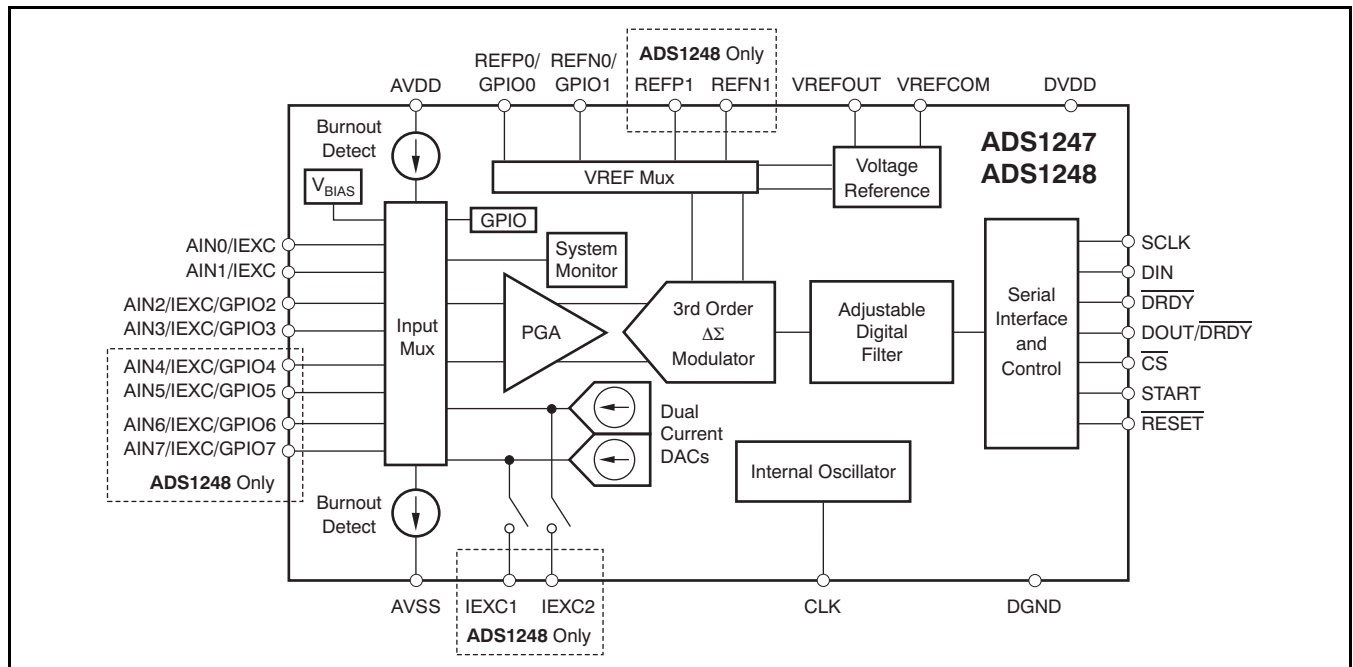 ADS1248 Only
REFP0/
GPIO0
REFN0/
GPIO1
REFP1
REFN1
AVDD
VREFOUT
VREFCOM
DVDD
ADS1247
ADS1248
Burnout
Detect
VREF Mux
Voltage
Reference
VBIAS
GPIO
System
Monitor
AIN0/IEXC
AIN1/IEXC
AIN2/IEXC/GPIO2
AIN3/IEXC/GPIO3
AIN4/IEXC/GPIO4
AIN5/IEXC/GPIO5
AIN6/IEXC/GPIO6
AIN7/IEXC/GPIO7
ADS1248 Only
Input
Mux
PGA
3rd Order
ΔΣ
Modulator
Adjustable
Digital
Filter
Serial
Interface
and
Control
SCLK
DIN
DRDY
DOUT/DRDY
CS
START
RESET
Dual
Current
DACs
Internal Oscillator
Burnout
Detect
AVSS
IEXC1
IEXC2
ADS1248 Only
CLK
DGND